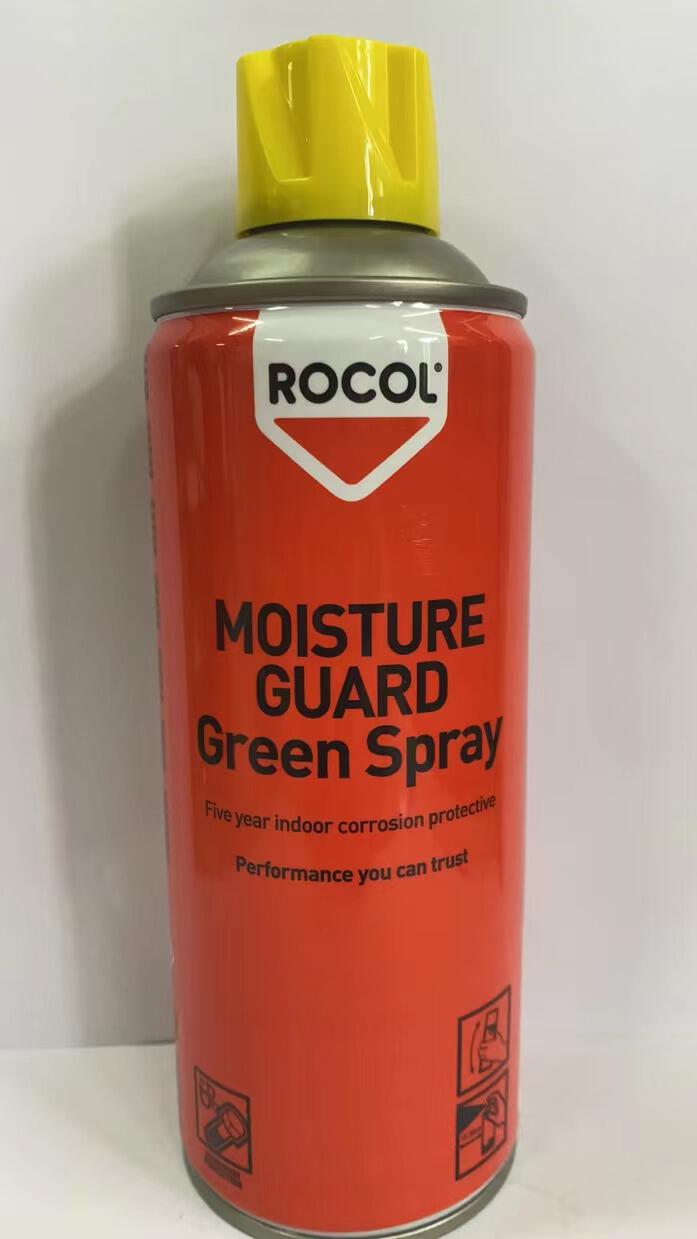 ROCOL®
MOISTURE
GUARD
Green Spray
Five year indoor corrosion protective
Performance you can trust